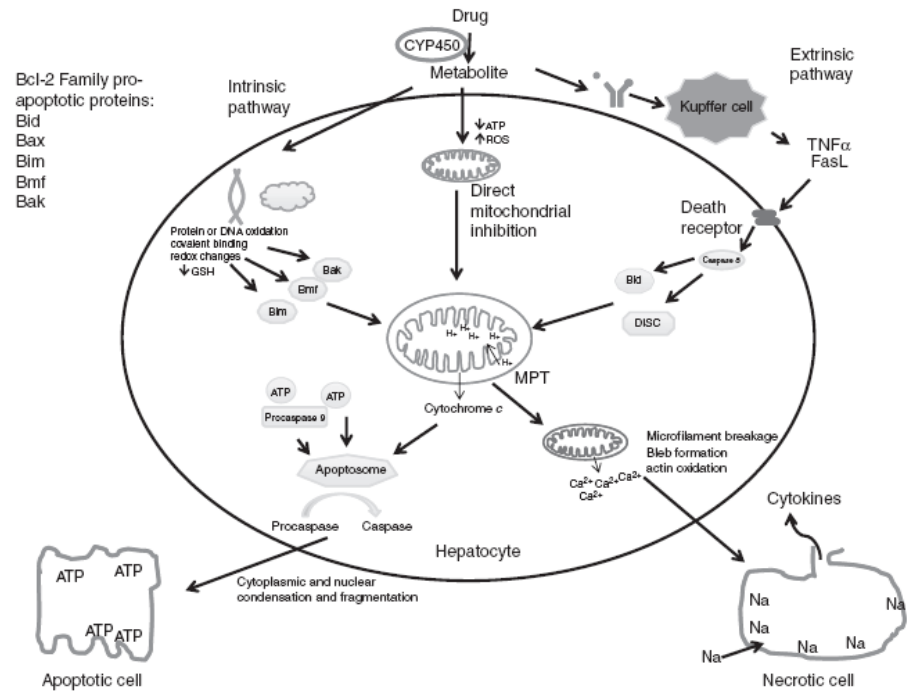 Drug
CYP450
Metabolite
Extrinsic
pathway
Bcl-2 Family pro-
apoptotic proteins:
Bid
Bax
Bim
Bmf
Bak
Intrinsic
pathway
Kupffer cell
↓ATP
↑ROS
TNFα
FasL
Direct
mitochondrial
inhibition
Death
receptor
Protein or DNA oxidation
covalent binding
redox changes
↓GSH
Caspase 8
Bak
Bmf
Bim
Bid
DISC
H+ H+ H+ H+
H+
MPT
ATP ATP
Procaspase 9
Cytochrome c
Apoptosome
Microfilament breakage
Bleb formation
actin oxidation
Ca2+ Ca2+ Ca2+
Ca2+
Procaspase Caspase
Cytokines
Hepatocyte
Cytoplasmic and nuclear
condensation and fragmentation
ATP ATP
ATP ATP
Na Na
Na
Na Na Na
Apoptotic cell
Necrotic cell